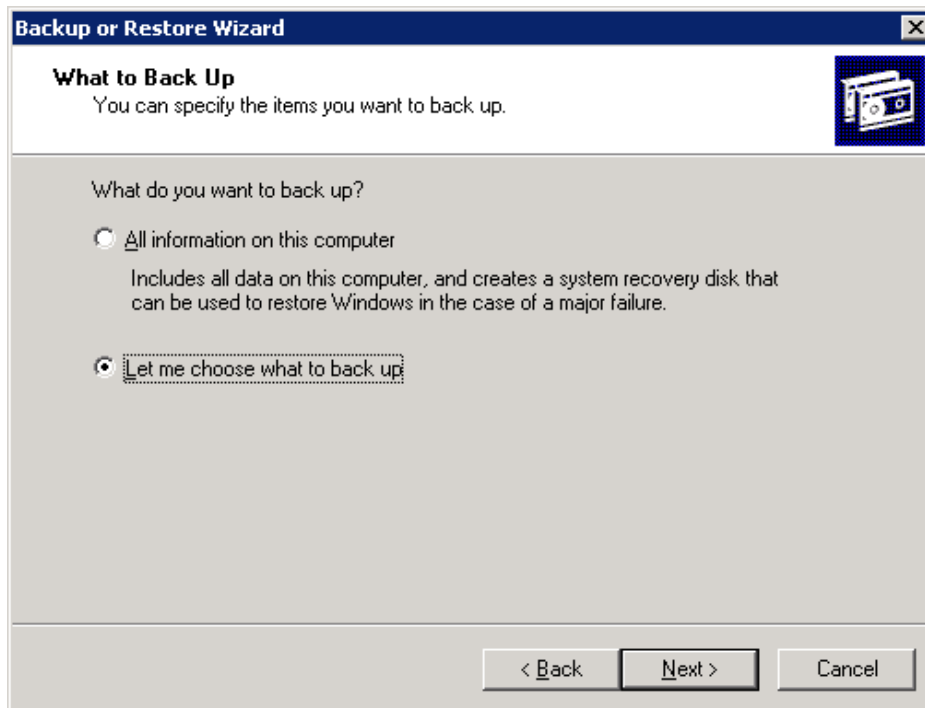 Backup or Restore Wizard
What to Back Up
You can specify the items you want to back up.
What do you want to back up?
All information on this computer
Includes all data on this computer, and creates a system recovery disk that
can be used to restore Windows in the case of a major failure.
Let me choose what to back up
< Back
Next >
Cancel